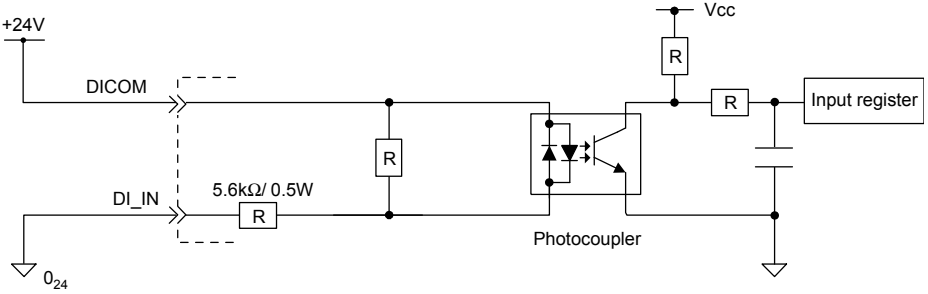 Vcc
+24V
R
DICOM
R
Input register
R
5.6kΩ/ 0.5W
DI_IN
R
Photocoupler
0₂₄